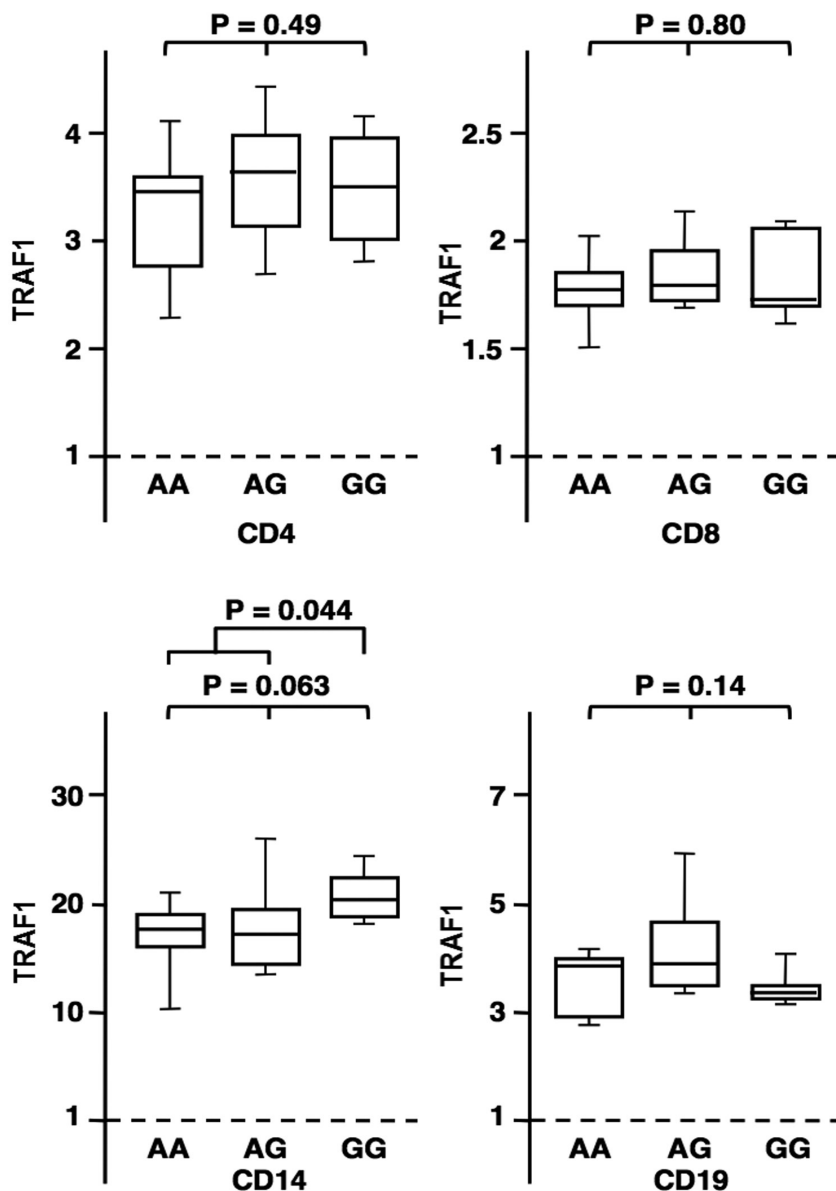 P = 0.49
TRAF1
4
3
2
1
AA AG GG
CD4
P = 0.80
TRAF1
2.5
2
1.5
1
AA AG GG
CD8
P = 0.044
P = 0.063
TRAF1
30
20
10
1
AA AG GG
CD14
P = 0.14
TRAF1
7
5
3
1
AA AG GG
CD19